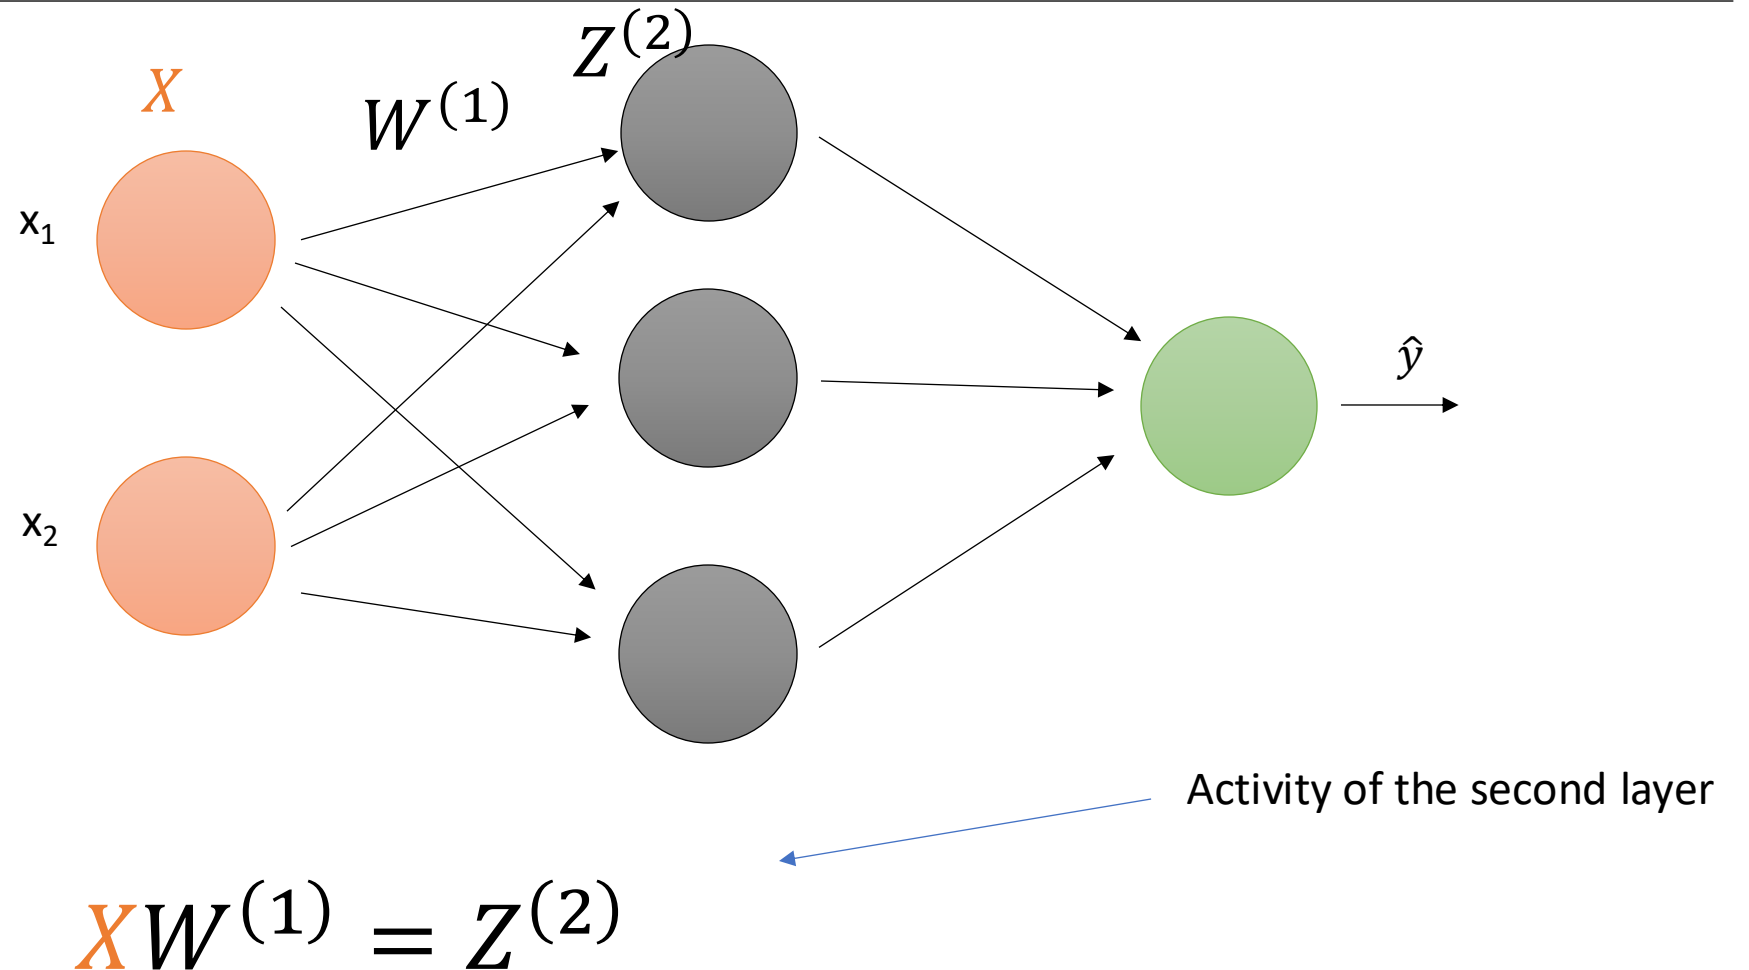 Z⁽²⁾
X
W⁽¹⁾
x₁
ŷ
x₂
Activity of the second layer
XW⁽¹⁾ = Z⁽²⁾